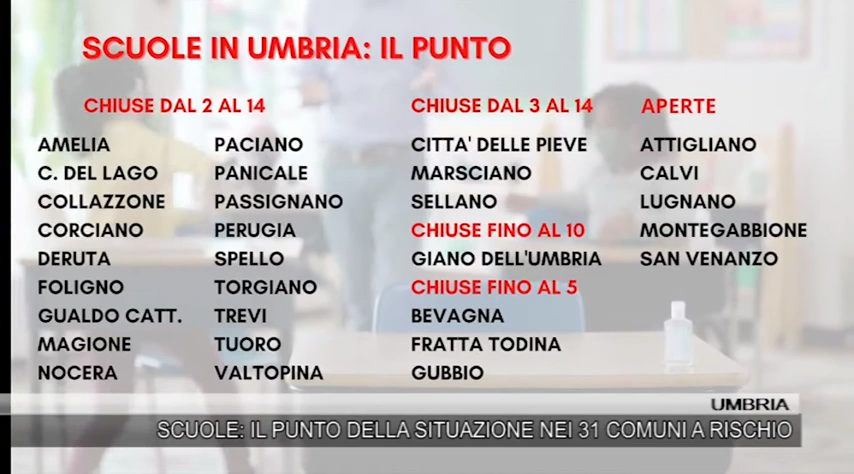 SCUOLE IN UMBRIA: IL PUNTO
CHIUSE DAL 2 AL 14
AMELIA
C. DEL LAGO
COLLAZZONE
CORCIANO
DERUTA
FOLIGNO
GUALDO CATT.
MAGIONE
NOCERA
PACIANO
PANICALE
PASSIGNANO
PERUGIA
SPELLO
TORGIANO
TREVI
TUORO
VALTOPINA
CHIUSE DAL 3 AL 14
CITTA' DELLE PIEVE
MARSCIANO
SELLANO
CHIUSE FINO AL 10
GIANO DELL'UMBRIA
CHIUSE FINO AL 5
BEVAGNA
FRATTA TODINA
GUBBIO
APERTE
ATTIGLIANO
CALVI
LUGNANO
MONTEGABBIONE
SAN VENANZO
UMBRIA
SCUOLE: IL PUNTO DELLA SITUAZIONE NEI 31 COMUNI A RISCHIO